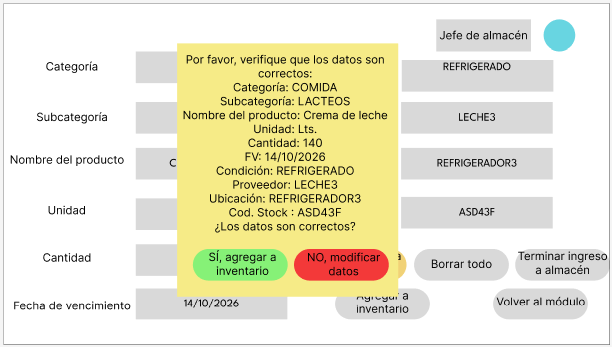 Jefe de almacén
Categoría
REFRIGERADO
Subcategoría
LECHE3
Nombre del producto
REFRIGERADOR3
Unidad
ASD43F
Cantidad
Por favor, verifique que los datos son
correctos:
Categoría: COMIDA
Subcategoría: LACTEOS
Nombre del producto: Crema de leche
Unidad: Lts.
Cantidad: 140
FV: 14/10/2026
Condición: REFRIGERADO
Proveedor: LECHE3
Ubicación: REFRIGERADOR3
Cod. Stock : ASD43F
¿Los datos son correctos?
SÍ, agregar a
inventario
NO, modificar
datos
Borrar todo
Terminar ingreso
a almacén
Fecha de vencimiento
14/10/2026
Agregar a
inventario
Volver al módulo